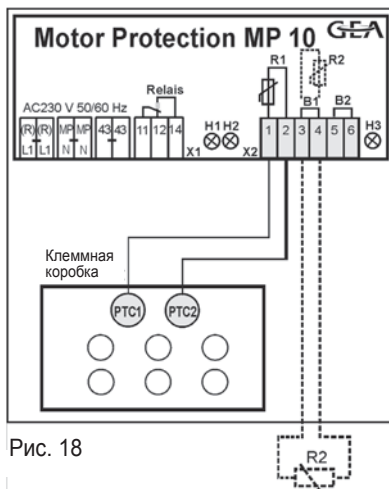 Motor Protection MP 10 GEA
R1 R2
Relais
AC230 V 50/60 Hz B1 B2
(R) (R) MP MP 43 43 11 12 14 H1 H2 1 2 3 4 5 6 H3
L1 L1 N N X1 X2
Клеммная
коробка
PTC1 PTC2
Рис. 18
R2